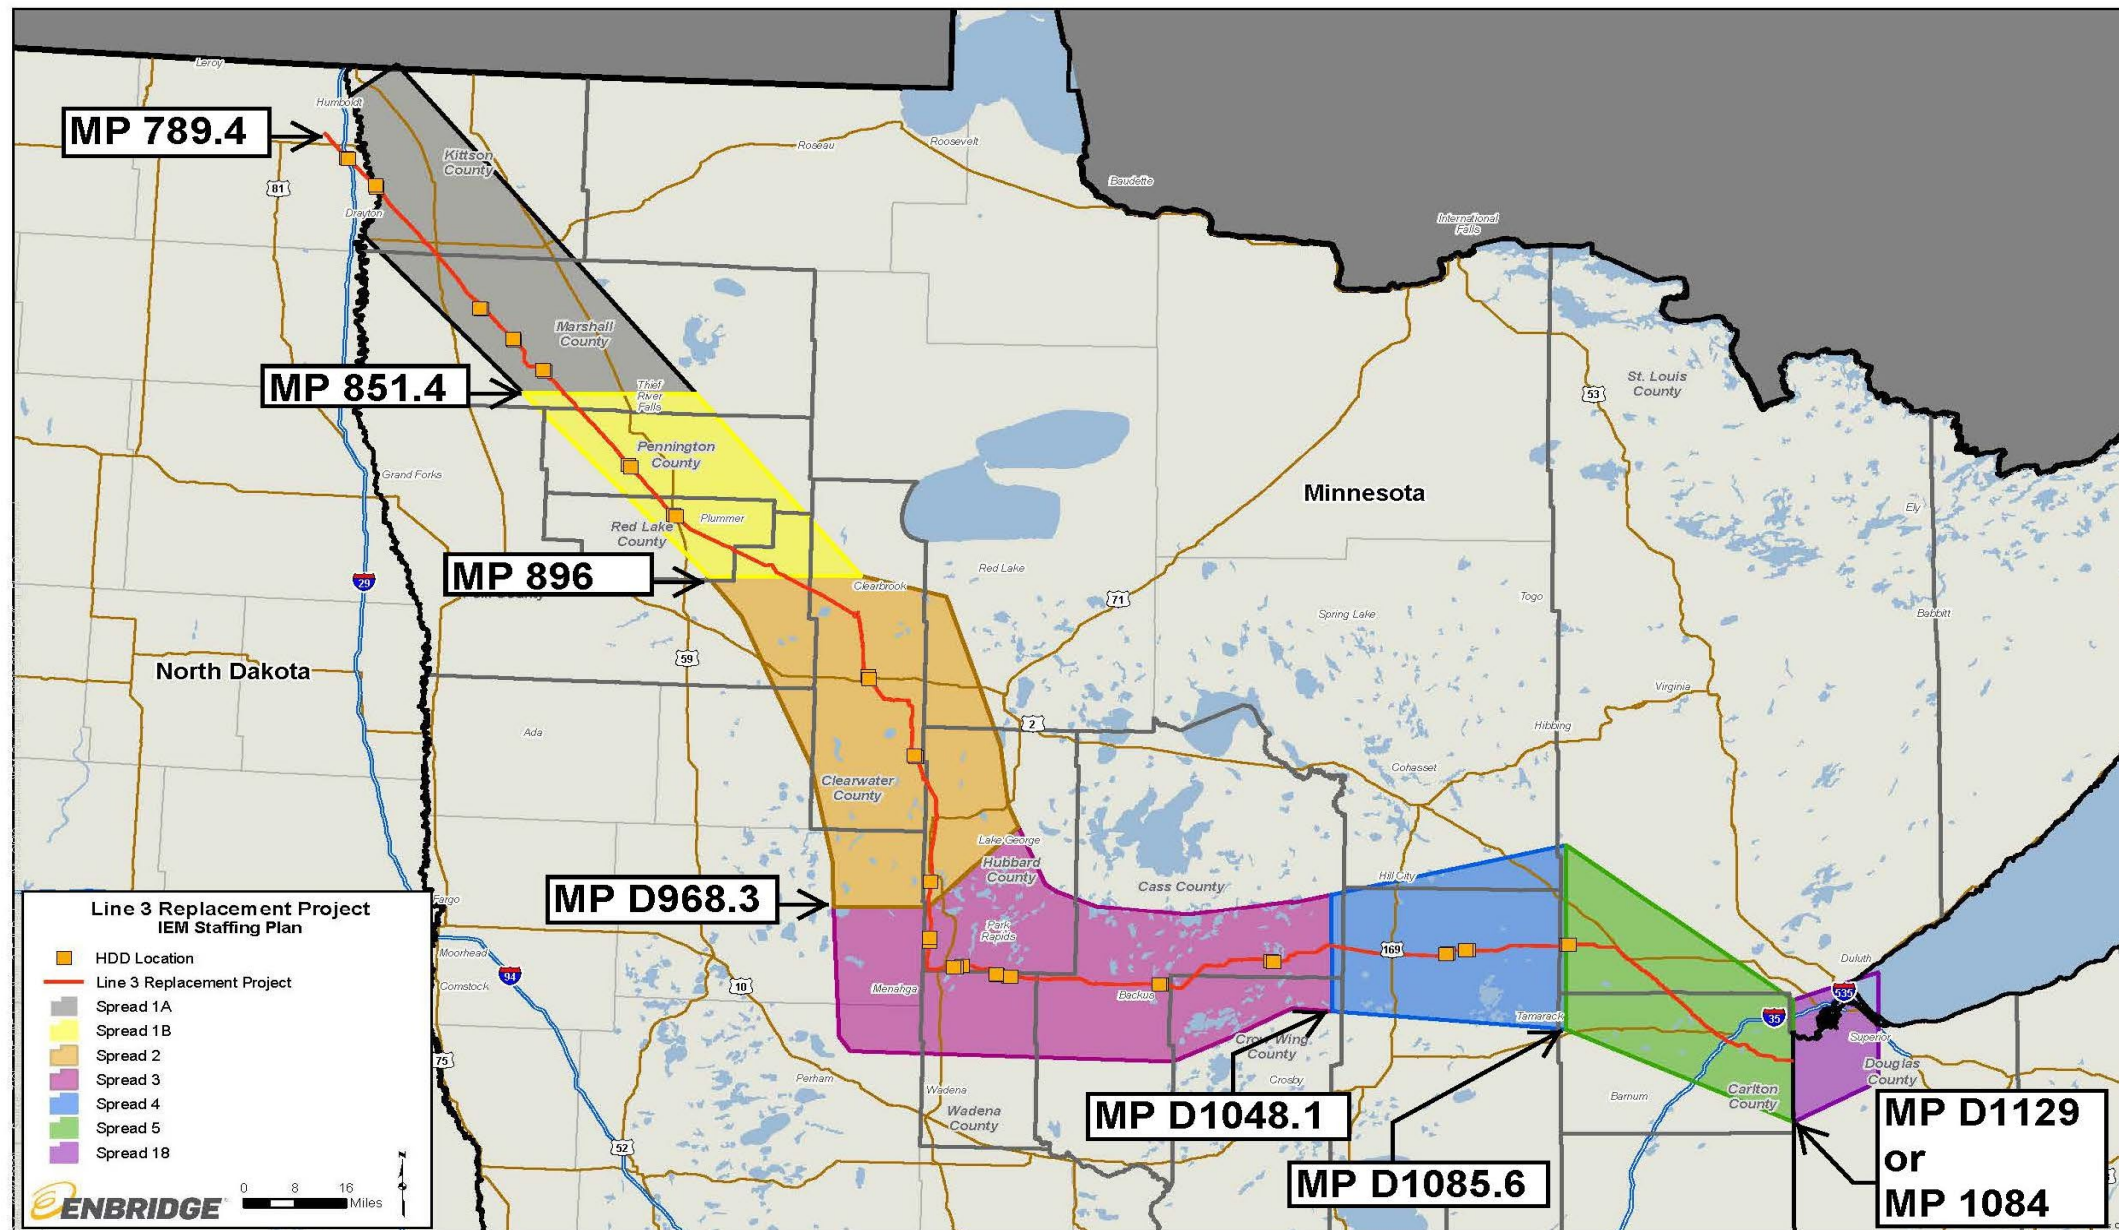 Leroy
Humboldt
MP 789.4
Kittson
County
Roseau
Roosevelt
Baudette
81
Drayton
International
Falls
Marshall
County
MP 851.4
Thief
River
Falls
St. Louis
County
53
Pennington
County
Grand Forks
Minnesota
Plummer
Red Lake
County
Ely
MP 896
29
Clearbrook
Red Lake
71
Togo
Spring Lake
Babbitt
North Dakota
59
Virginia
2
Hibbing
Ada
Cohasset
Clearwater
County
Lake George
Hubbard
County
Cass County
Hill City
MP D968.3
Fargo
Park
Rapids
169
Moorhead
94
Comstock
10
Menahga
Backus
Duluth
535
35
Tamarack
Superior
Crow Wing
County
Douglas
County
75
Perham
Wadena
Crosby
Barnum
Carlton
County
Wadena
County
MP D1048.1
52
MP D1085.6
MP D1129
or
MP 1084
Line 3 Replacement Project
IEM Staffing Plan
HDD Location
Line 3 Replacement Project
Spread 1A
Spread 1B
Spread 2
Spread 3
Spread 4
Spread 5
Spread 18
N
ENBRIDGE
0 8 16
Miles